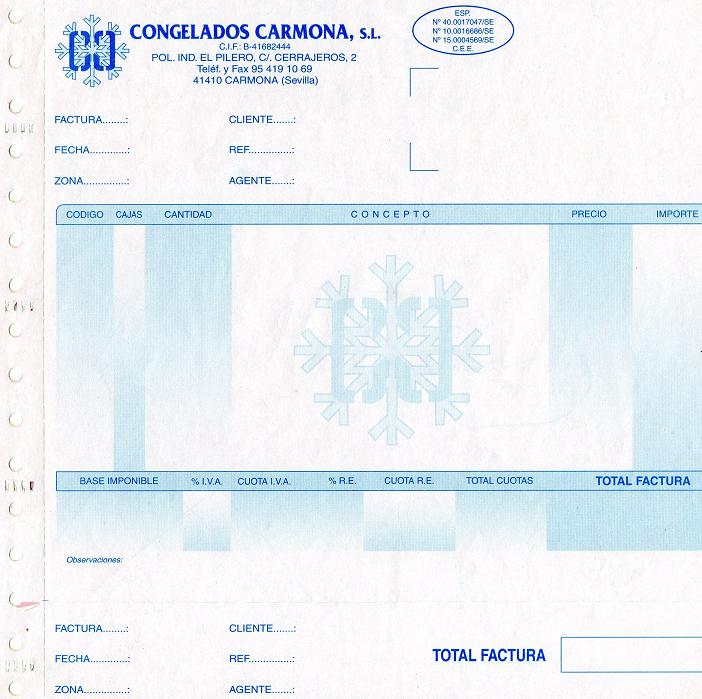 CONGELADOS CARMONA, S.L.
C.I.F.: B-41682444
POL. IND. EL PILERO, C/. CERRAJEROS, 2
Teléf. y Fax 95 419 10 69
41410 CARMONA (Sevilla)
ESP.
Nº 40.0017047/SE
Nº 10.0016686/SE
Nº 15.0004569/SE
C.E.E.
FACTURA........: CLIENTE.......:
FECHA.............: REF...............:
ZONA...............: AGENTE.......:
CODIGO CAJAS CANTIDAD CONCEPTO PRECIO IMPORTE
BASE IMPONIBLE % I.V.A. CUOTA I.V.A. % R.E. CUOTA R.E. TOTAL CUOTAS TOTAL FACTURA
Observaciones:
FACTURA........: CLIENTE.......:
FECHA.............: REF...............:
TOTAL FACTURA
ZONA...............: AGENTE.......: